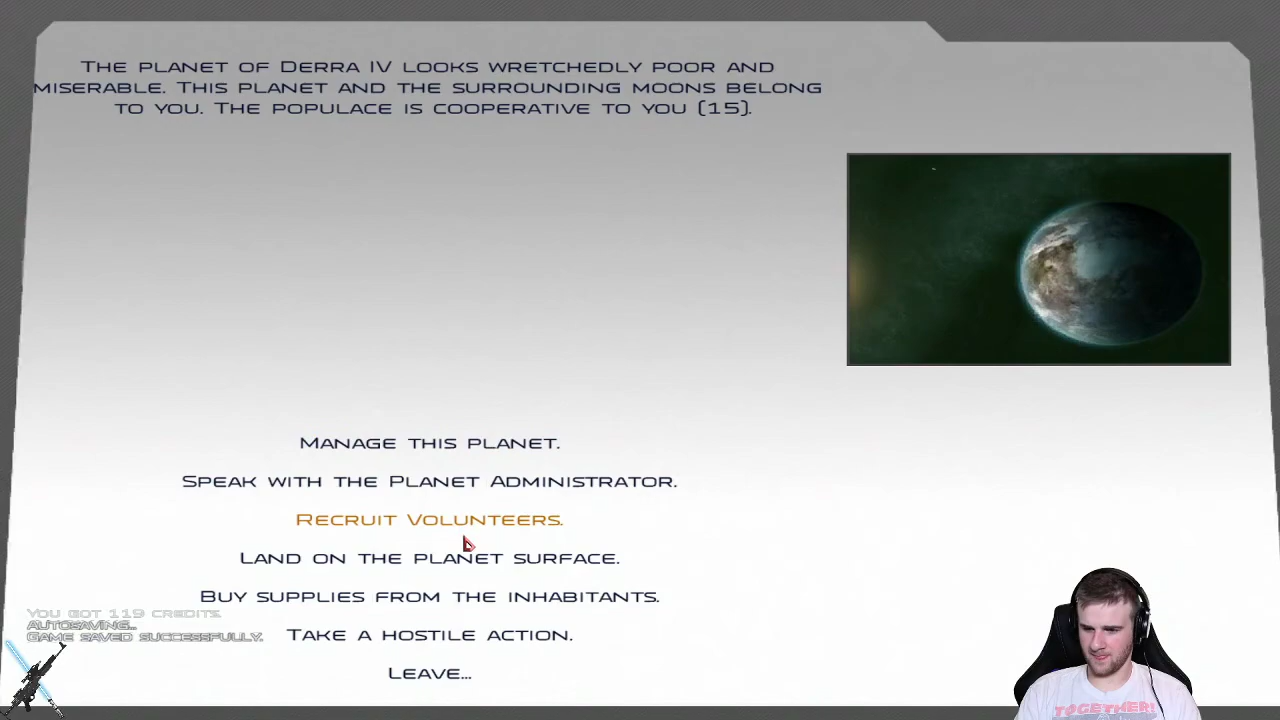 The planet of Derra IV looks wretchedly poor and
miserable. This planet and the surrounding moons belong
to you. The populace is cooperative to you (15).
Manage this planet.
Speak with the Planet Administrator.
Recruit Volunteers.
Land on the planet surface.
Buy supplies from the inhabitants.
Take a hostile action.
Leave...
You got 119 credits.
Autosaving...
Game saved successfully.
TOGETHER!